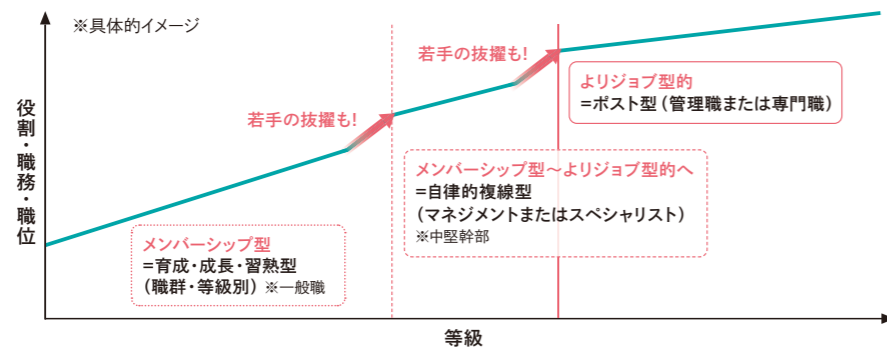 ※具体的イメージ
若手の抜擢も!
若手の抜擢も!
よりジョブ型的
=ポスト型(管理職または専門職)
メンバーシップ型~よりジョブ型的へ
=自律的複線型
(マネジメントまたはスペシャリスト)
※中堅幹部
メンバーシップ型
=育成・成長・習熟型
(職群・等級別)※一般職
役割・職務・職位
等級